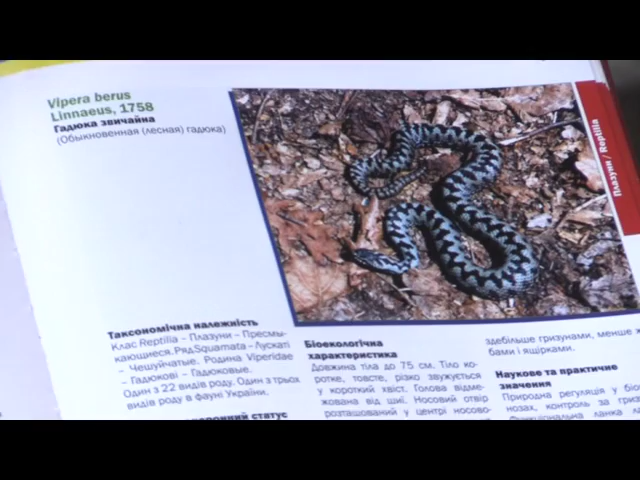 Vipera berus
Linnaeus, 1758
Гадюка звичайна
(Обыкновенная (лесная) гадюка)
Плазуни / Reptilia
Таксономічна належність
Клас Reptilia – Плазуни – Пресмы-
кающиеся. Ряд Squamata – Лускаті
– Чешуйчатые. Родина Viperidae
– Гадюкові – Гадюковые.
Один з 22 видів роду. Один з трьох
видів роду в фауні України.
статус
Біоекологічна
характеристика
Довжина тіла до 75 см. Тіло ко-
ротке, товсте, різко звужується
у короткий хвіст. Голова відме-
жована від шиї. Носовий отвір
розташований у центрі носово-
здебільше гризунами, менше
бами і ящірками.
Наукове та практичне
значення
Природна регуляція у
нозах, контроль за
Функціональна ланка